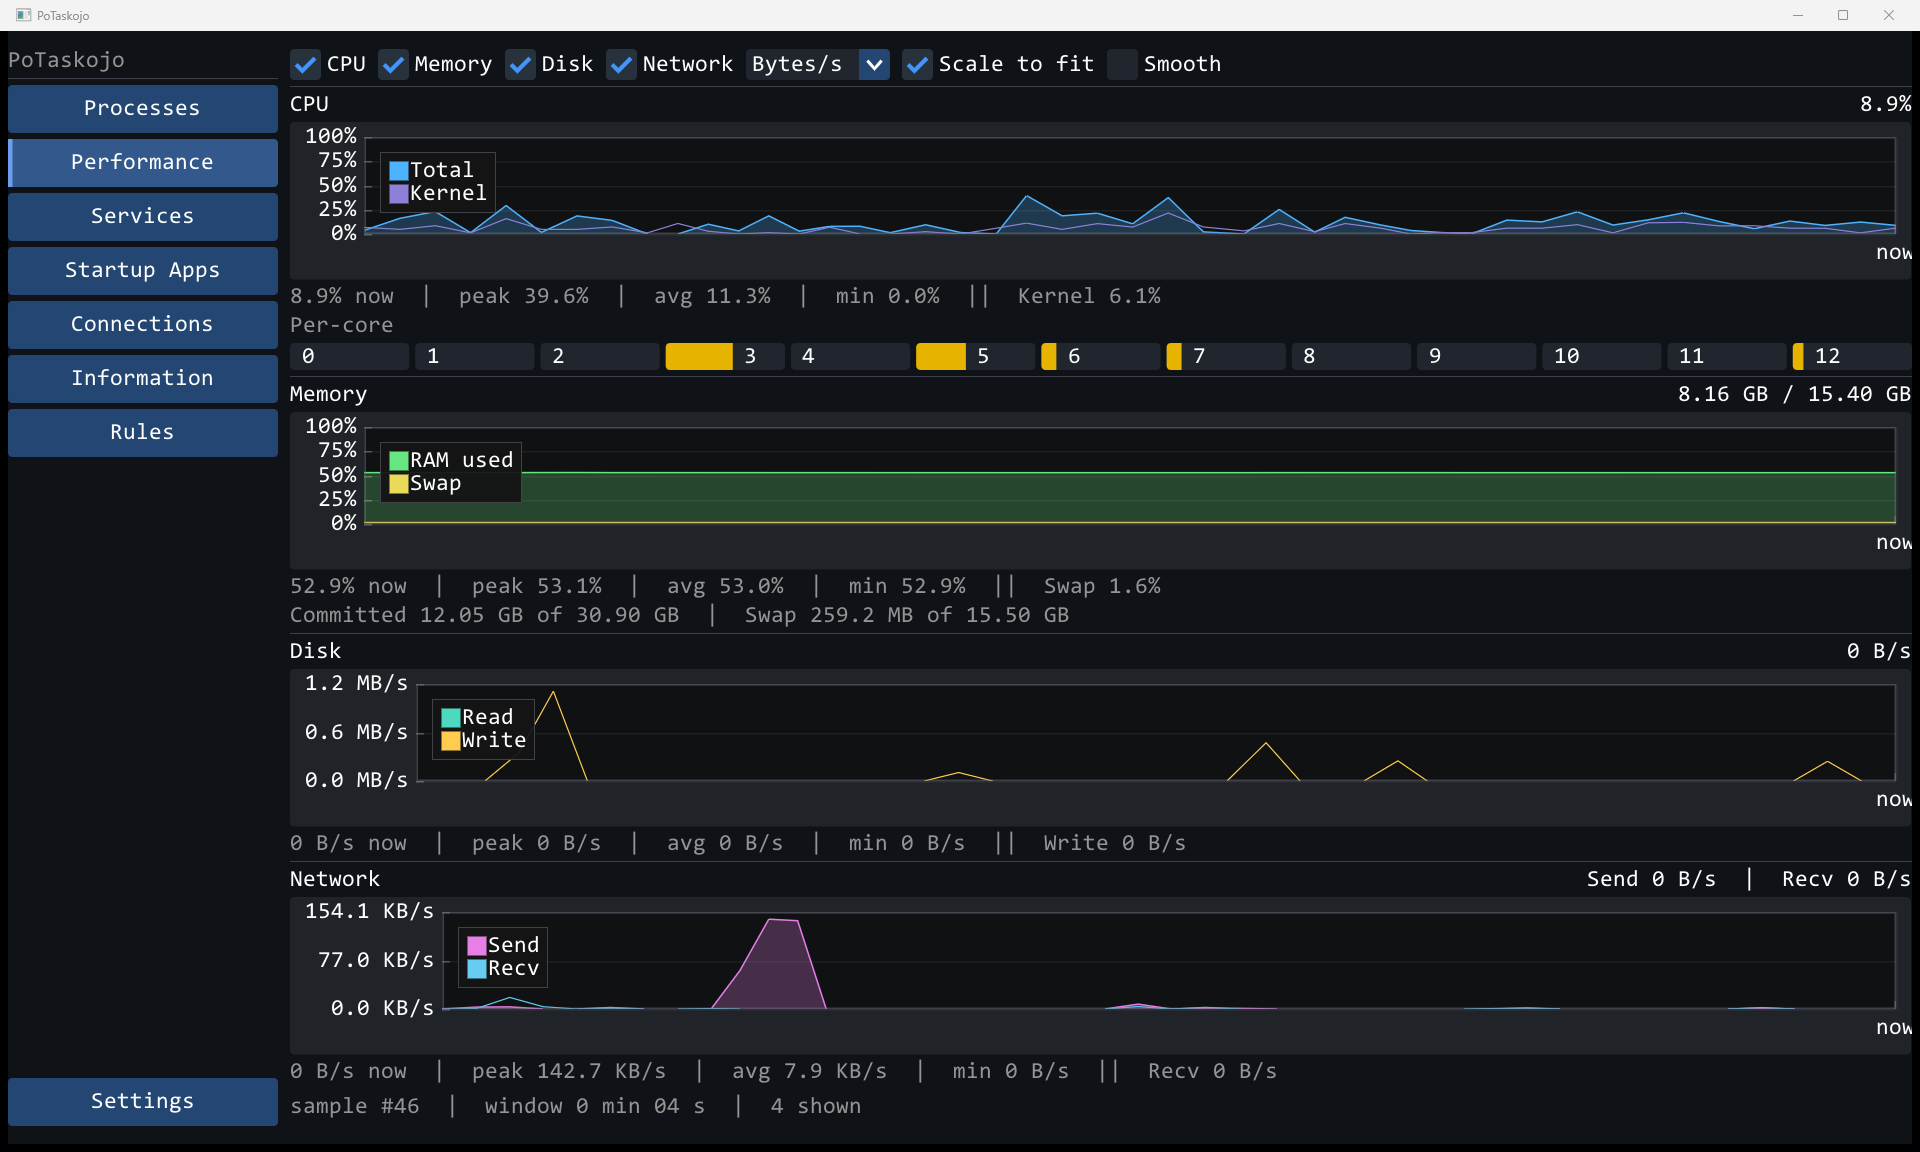 PoTaskojo
PoTaskojo
Processes
Performance
Services
Startup Apps
Connections
Information
Rules
Settings
CPU Memory Disk Network Bytes/s Scale to fit Smooth
CPU 8.9%
100%
75%
50%
25%
0%
Total
Kernel
now
8.9% now | peak 39.6% | avg 11.3% | min 0.0% || Kernel 6.1%
Per-core
0 1 2 3 4 5 6 7 8 9 10 11 12
Memory 8.16 GB / 15.40 GB
100%
75%
50%
25%
0%
RAM used
Swap
now
52.9% now | peak 53.1% | avg 53.0% | min 52.9% || Swap 1.6%
Committed 12.05 GB of 30.90 GB | Swap 259.2 MB of 15.50 GB
Disk 0 B/s
1.2 MB/s
0.6 MB/s
0.0 MB/s
Read
Write
now
0 B/s now | peak 0 B/s | avg 0 B/s | min 0 B/s || Write 0 B/s
Network Send 0 B/s | Recv 0 B/s
154.1 KB/s
77.0 KB/s
0.0 KB/s
Send
Recv
now
0 B/s now | peak 142.7 KB/s | avg 7.9 KB/s | min 0 B/s || Recv 0 B/s
sample #46 | window 0 min 04 s | 4 shown